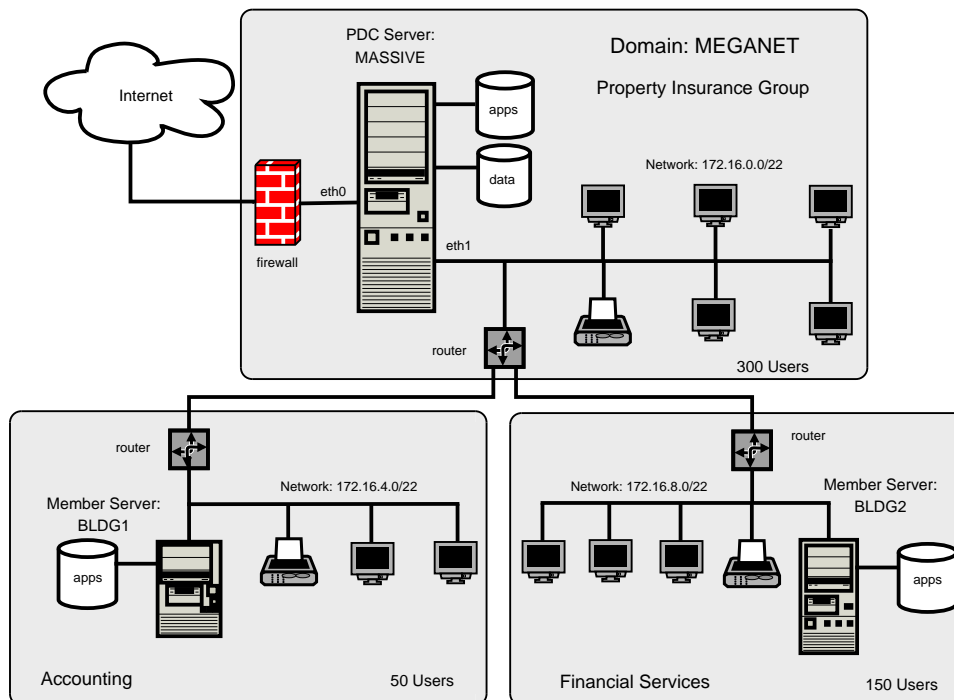 PDC Server:
MASSIVE
Domain: MEGANET
Property Insurance Group
Internet
apps
data
Network: 172.16.0.0/22
eth0
eth1
firewall
router
300 Users
router
Network: 172.16.4.0/22
Member Server:
BLDG1
apps
Accounting
50 Users
router
Network: 172.16.8.0/22
Member Server:
BLDG2
apps
Financial Services
150 Users